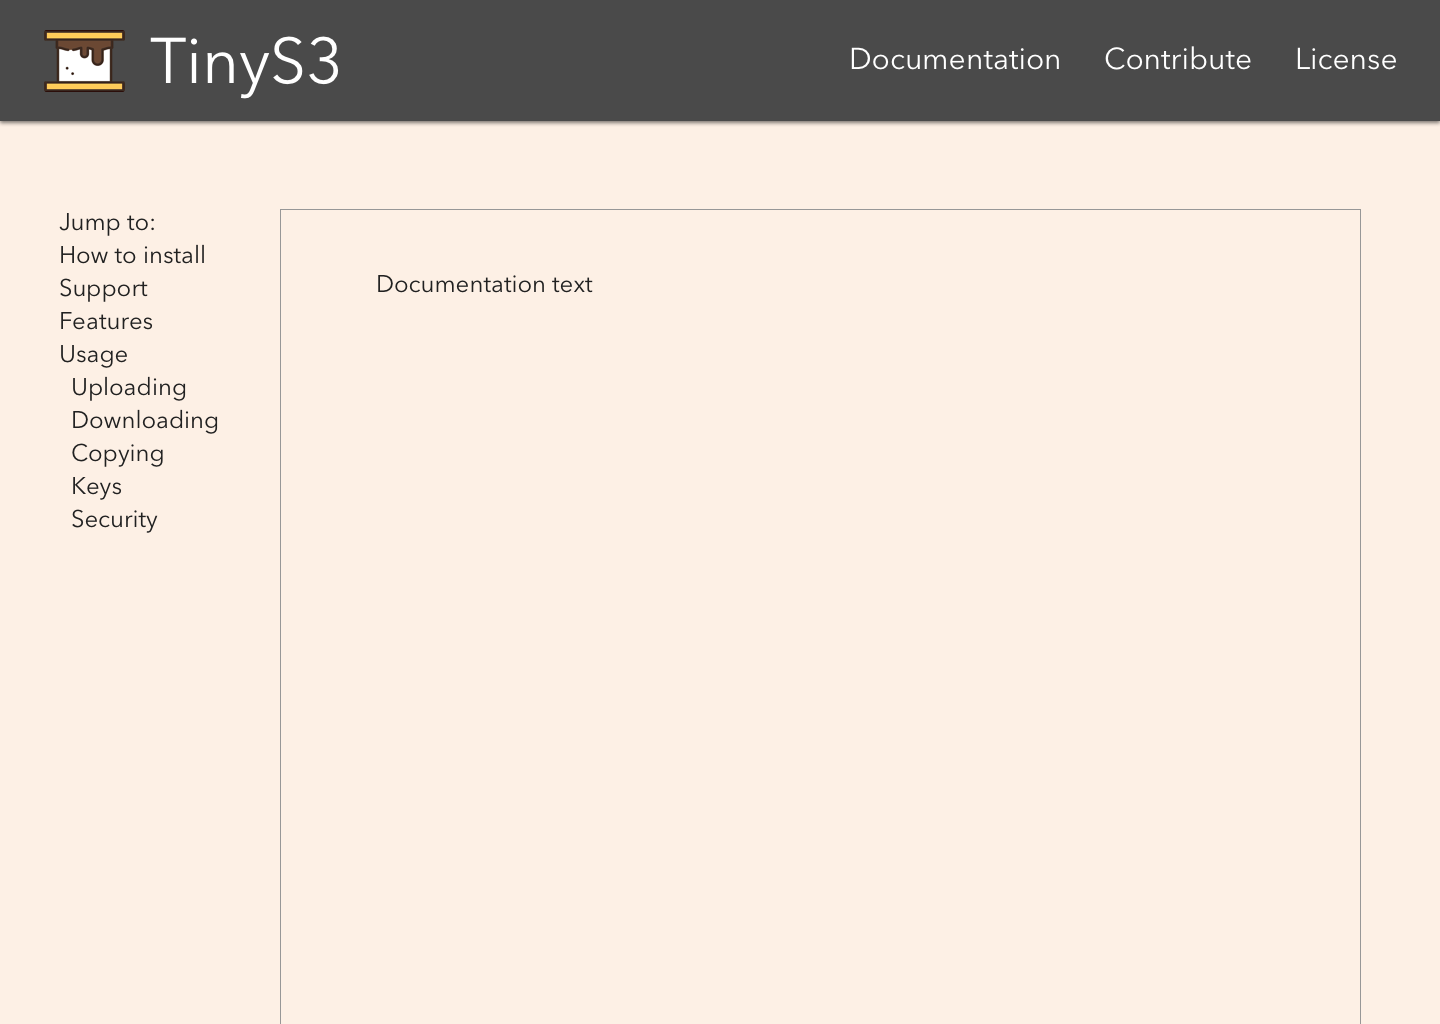 TinyS3
Documentation Contribute License
Jump to:
How to install
Support
Features
Usage
Uploading
Downloading
Copying
Keys
Security
Documentation text